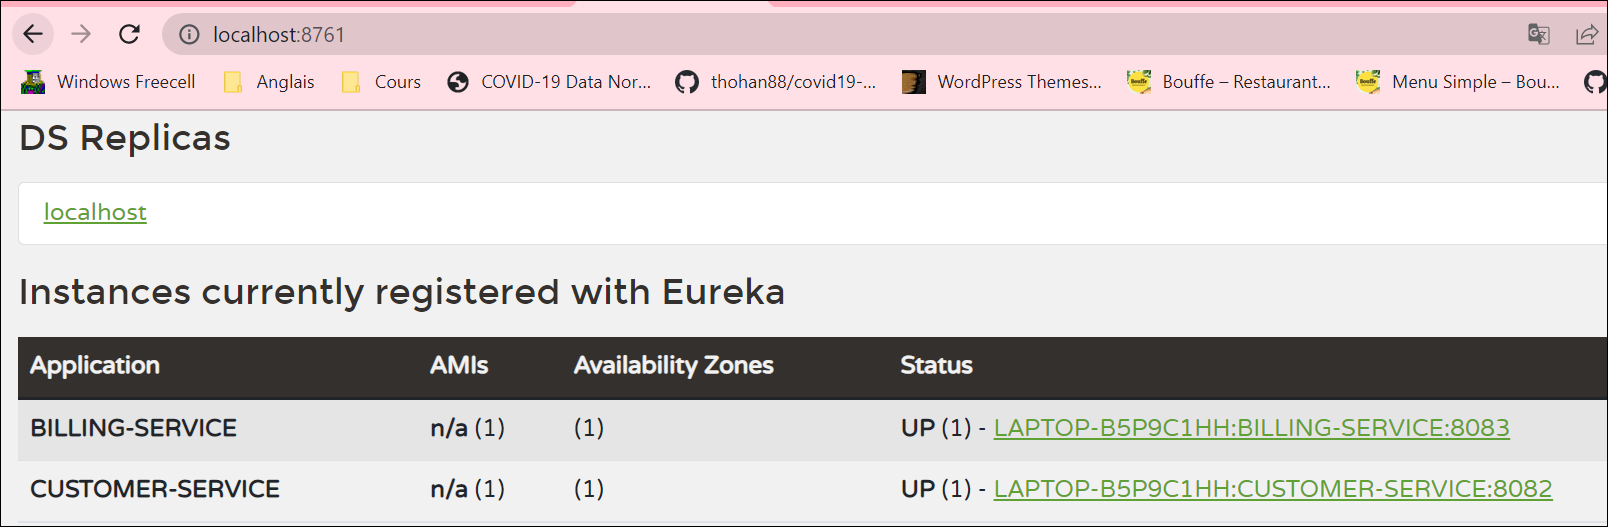 localhost:8761
Windows Freecell Anglais Cours COVID-19 Data Nor... thohan88/covid19-... WordPress Themes... Bouffe – Restaurant... Menu Simple – Bou...
DS Replicas
localhost
Instances currently registered with Eureka
Application AMIs Availability Zones Status
BILLING-SERVICE n/a (1) (1) UP (1) - LAPTOP-B5P9C1HH:BILLING-SERVICE:8083
CUSTOMER-SERVICE n/a (1) (1) UP (1) - LAPTOP-B5P9C1HH:CUSTOMER-SERVICE:8082